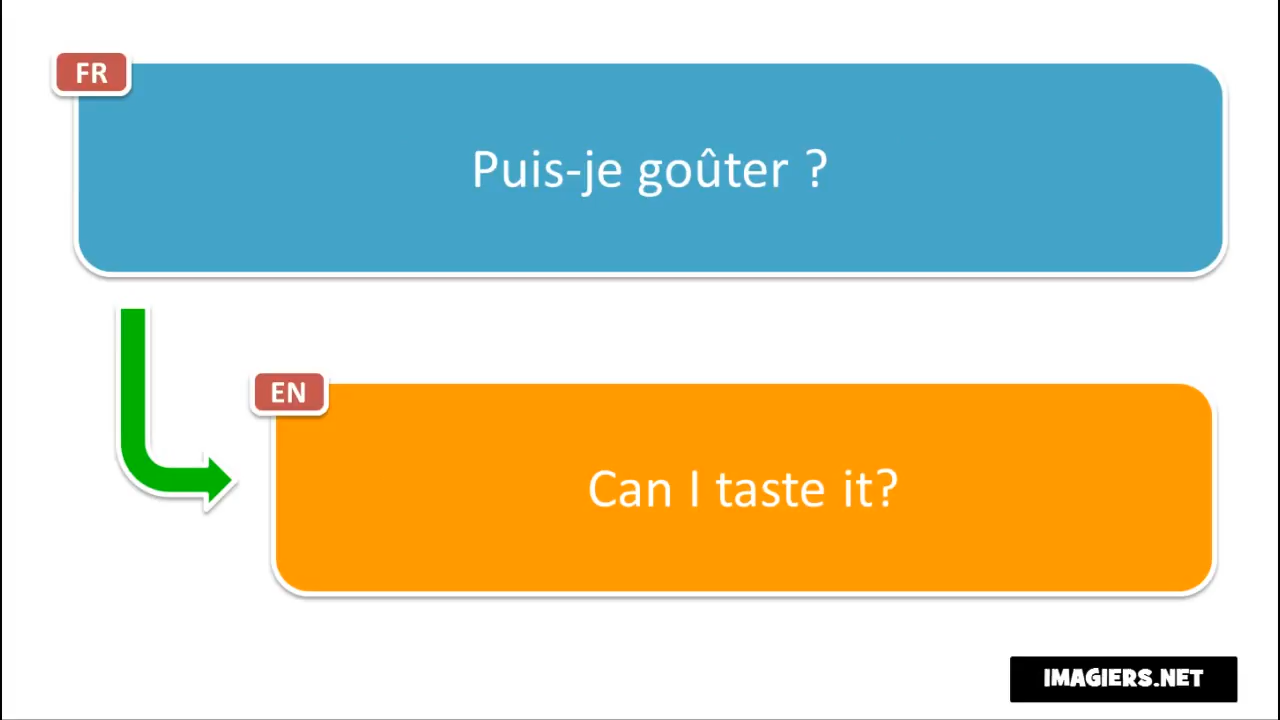 FR
Puis-je goûter ?
EN
Can I taste it?
IMAGIERS.NET